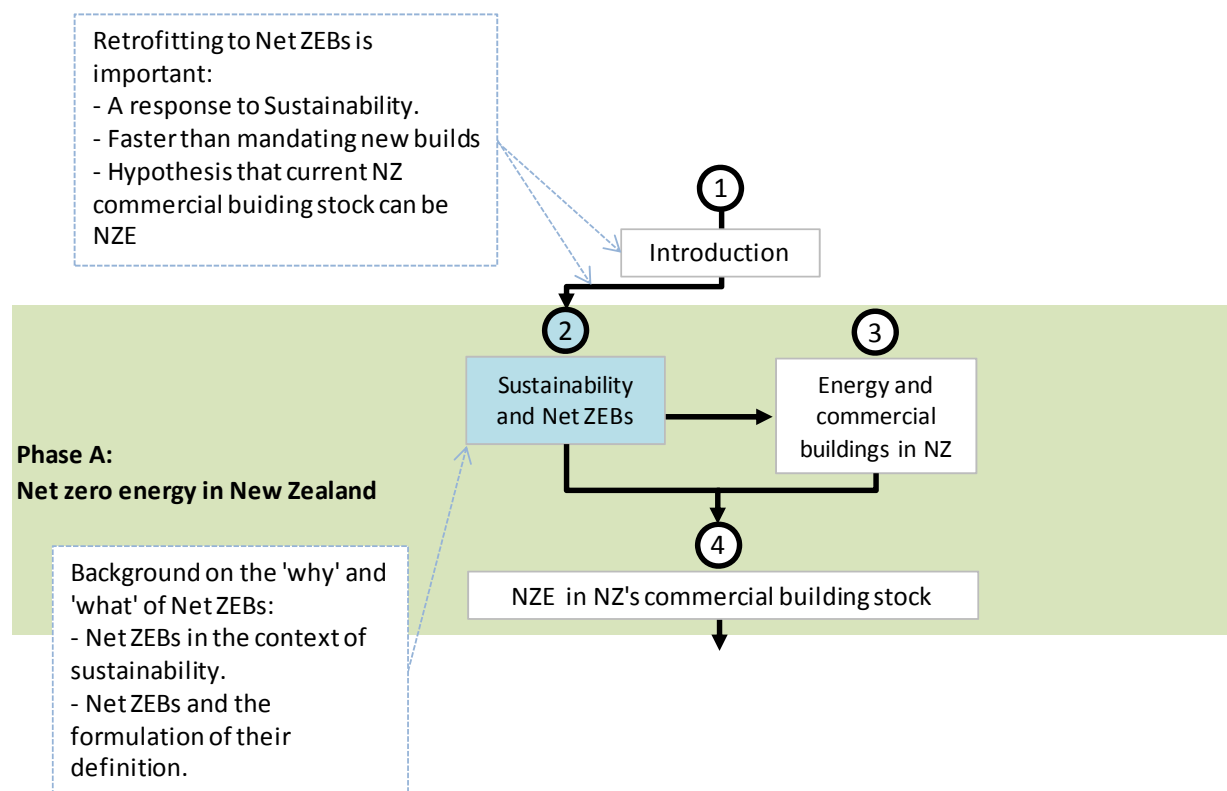 Retrofitting to Net ZEBs is
important:
- A response to Sustainability.
- Faster than mandating new builds
- Hypothesis that current NZ
commercial buiding stock can be
NZE
1
Introduction
2
Sustainability
and Net ZEBs
3
Energy and
commercial
buildings in NZ
Phase A:
Net zero energy in New Zealand
4
NZE in NZ's commercial building stock
Background on the 'why' and
'what' of Net ZEBs:
- Net ZEBs in the context of
sustainability.
- Net ZEBs and the
formulation of their
definition.